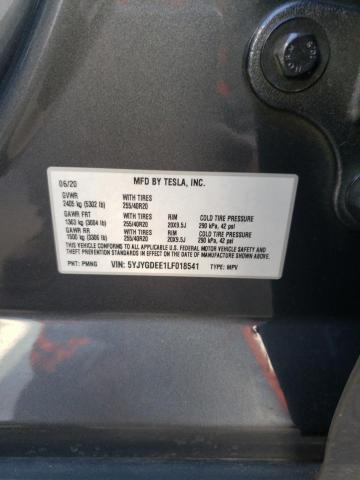 06/20 MFD BY TESLA, INC.
GVWR WITH TIRES
2405 kg (5302 lb) 255/40R20
GAWR FRT WITH TIRES RIM COLD TIRE PRESSURE
1363 kg (3004 lb) 255/40R20 20X9.5J 290 kPa, 42 psi
GAWR RR WITH TIRES RIM COLD TIRE PRESSURE
1500 kg (3306 lb) 255/40R20 20X9.5J 290 kPa, 42 psi
THIS VEHICLE CONFORMS TO ALL APPLICABLE U.S. FEDERAL MOTOR VEHICLE SAFETY
STANDARDS IN EFFECT ON THE DATE OF MANUFACTURE SHOWN ABOVE.
PNT: PMNG VIN: 5YJYGDEE1LF018541 TYPE: MPV